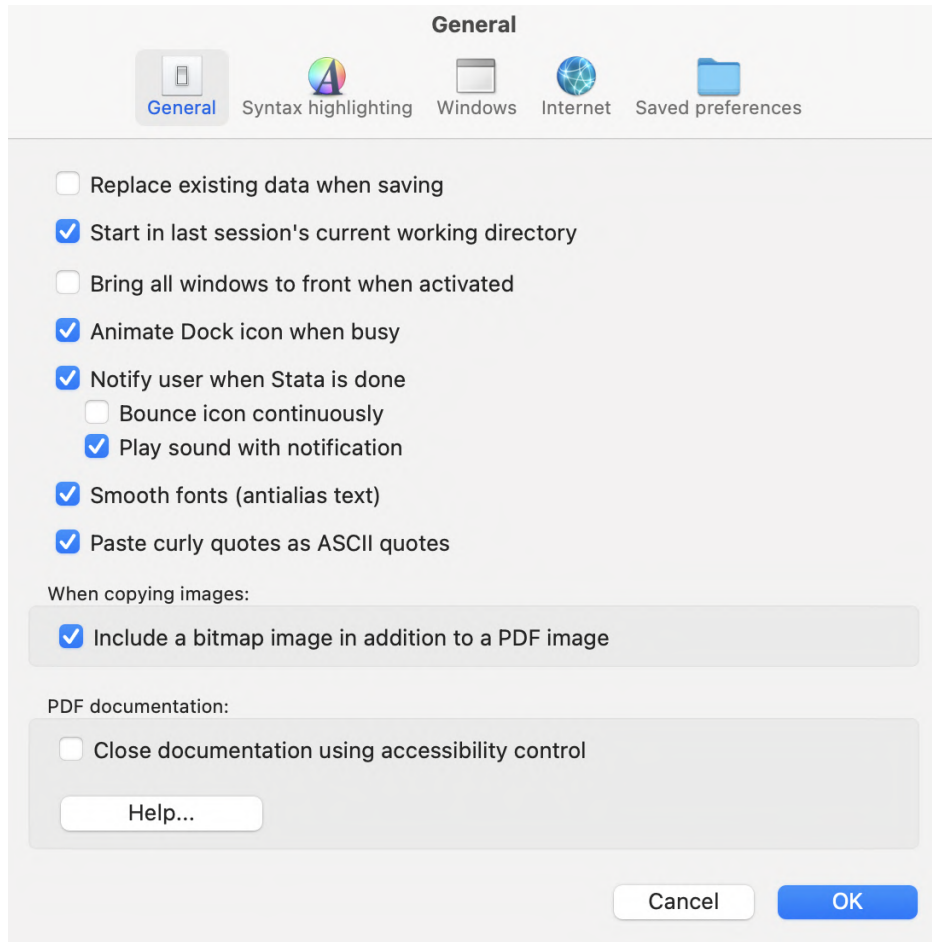 General
General
Syntax highlighting
Windows
Internet
Saved preferences
Replace existing data when saving
Start in last session's current working directory
Bring all windows to front when activated
Animate Dock icon when busy
Notify user when Stata is done
Bounce icon continuously
Play sound with notification
Smooth fonts (antialias text)
Paste curly quotes as ASCII quotes
When copying images:
Include a bitmap image in addition to a PDF image
PDF documentation:
Close documentation using accessibility control
Help...
Cancel
OK